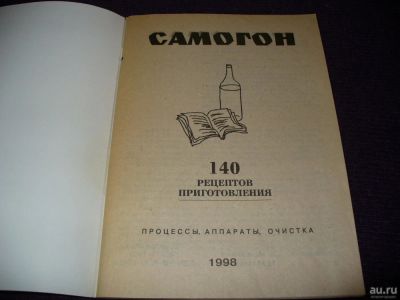 САМОГОН
140
РЕЦЕПТОВ
ПРИГОТОВЛЕНИЯ
ПРОЦЕССЫ, АППАРАТЫ, ОЧИСТКА
1998
au.ru